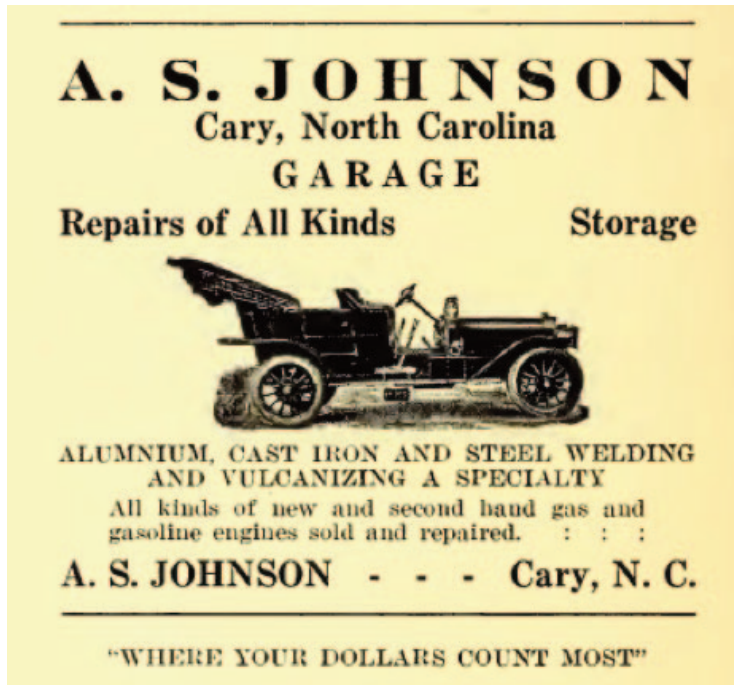 A. S. JOHNSON
Cary, North Carolina
GARAGE
Repairs of All Kinds Storage
ALUMNIUM, CAST IRON AND STEEL WELDING
AND VULCANIZING A SPECIALTY
All kinds of new and second hand gas and
gasoline engines sold and repaired. : : :
A. S. JOHNSON - - - Cary, N. C.
"WHERE YOUR DOLLARS COUNT MOST"